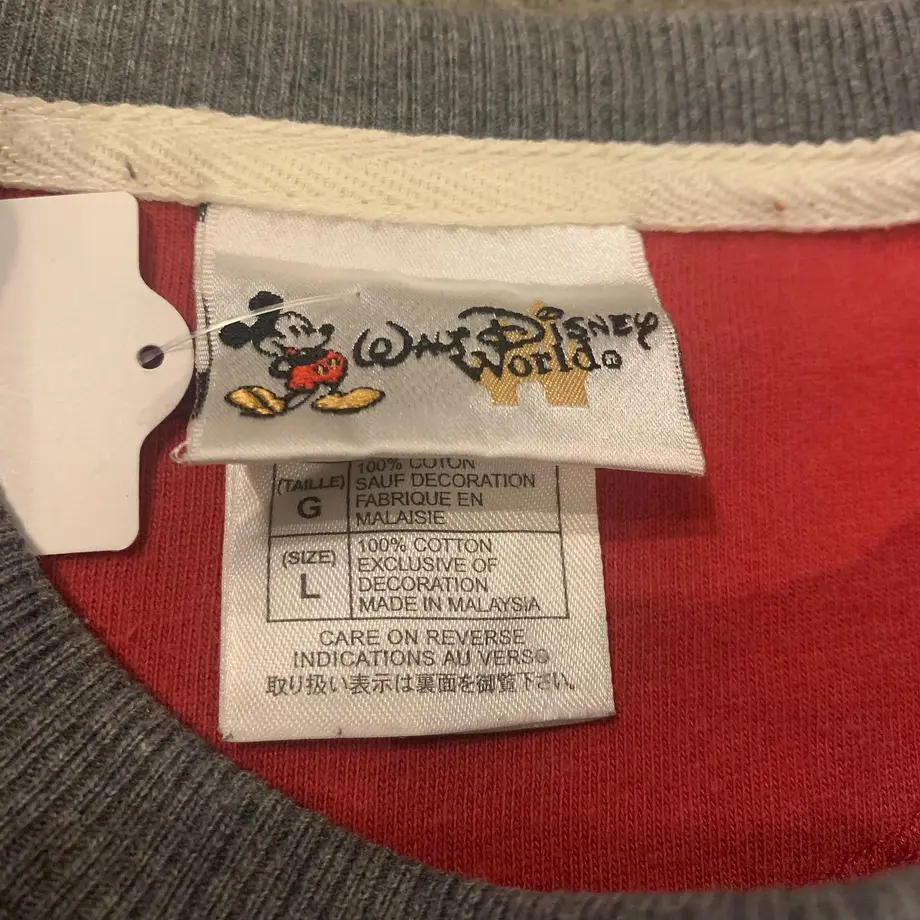 WALT DISNEY
World®
(TAILLE)
G
100% COTON
SAUF DECORATION
FABRIQUE EN
MALAISIE
(SIZE)
L
100% COTTON
EXCLUSIVE OF
DECORATION
MADE IN MALAYSIA
CARE ON REVERSE
INDICATIONS AU VERSO
取り扱い表示は裏面を御覧下さい。